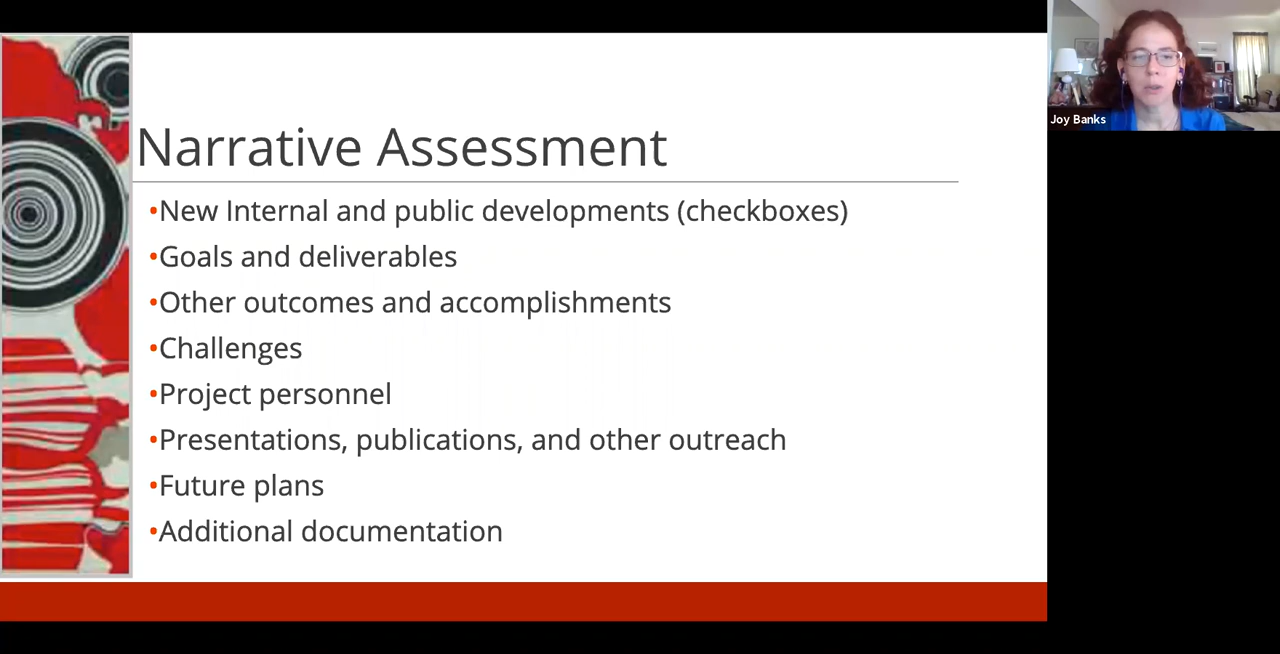 Narrative Assessment
•New Internal and public developments (checkboxes)
•Goals and deliverables
•Other outcomes and accomplishments
•Challenges
•Project personnel
•Presentations, publications, and other outreach
•Future plans
•Additional documentation
Joy Banks